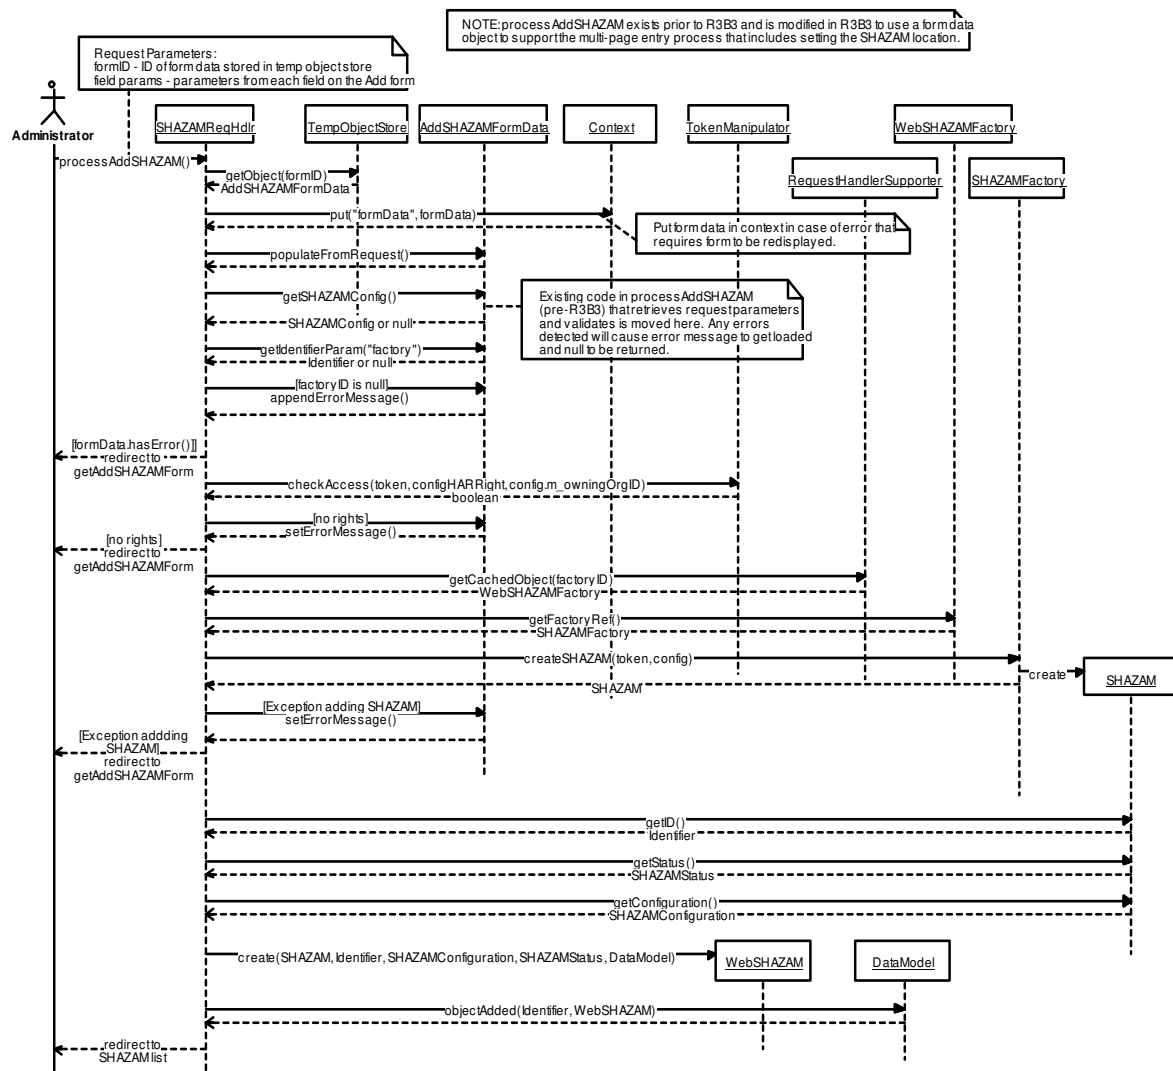 NOTE: processAddSHAZAM exists prior to R3B3 and is modified in R3B3 to use a form data
object to support the multi-page entry process that includes setting the SHAZAM location.
Request Parameters:
formID - ID of form data stored in temp object store
field params - parameters from each field on the Add form
Administrator
SHAZAMReqHdlr
TempObjectStore
AddSHAZAMFormData
Context
TokenManipulator
WebSHAZAMFactory
RequestHandlerSupporter
SHAZAMFactory
processAddSHAZAM()
getObject(formID)
AddSHAZAMFormData
put("formData", formData)
Put form data in context in case of error that
requires form to be redisplayed.
populateFromRequest()
getSHAZAMConfig()
SHAZAMConfig or null
Existing code in processAddSHAZAM
(pre-R3B3) that retrieves request parameters
and validates is moved here. Any errors
detected will cause error message to get loaded
and null to be returned.
getIdentifierParam("factory")
Identifier or null
[factoryID is null]
appendErrorMessage()
[formData.hasError()]]
redirect to
getAddSHAZAMForm
checkAccess(token,configHARRight,config.m_owningOrgID)
boolean
[no rights]
setErrorMessage()
[no rights]
redirect to
getAddSHAZAMForm
getCachedObject(factoryID)
WebSHAZAMFactory
getFactoryRef()
SHAZAMFactory
createSHAZAM(token,config)
create
SHAZAM
SHAZAM
[Exception adding SHAZAM]
setErrorMessage()
[Exception addding
SHAZAM]
redirect to
getAddSHAZAMForm
getID()
Identifier
getStatus()
SHAZAMStatus
getConfiguration()
SHAZAMConfiguration
create(SHAZAM, Identifier, SHAZAMConfiguration, SHAZAMStatus, DataModel)
WebSHAZAM
DataModel
objectAdded(Identifier, WebSHAZAM)
redirect to
SHAZAM list